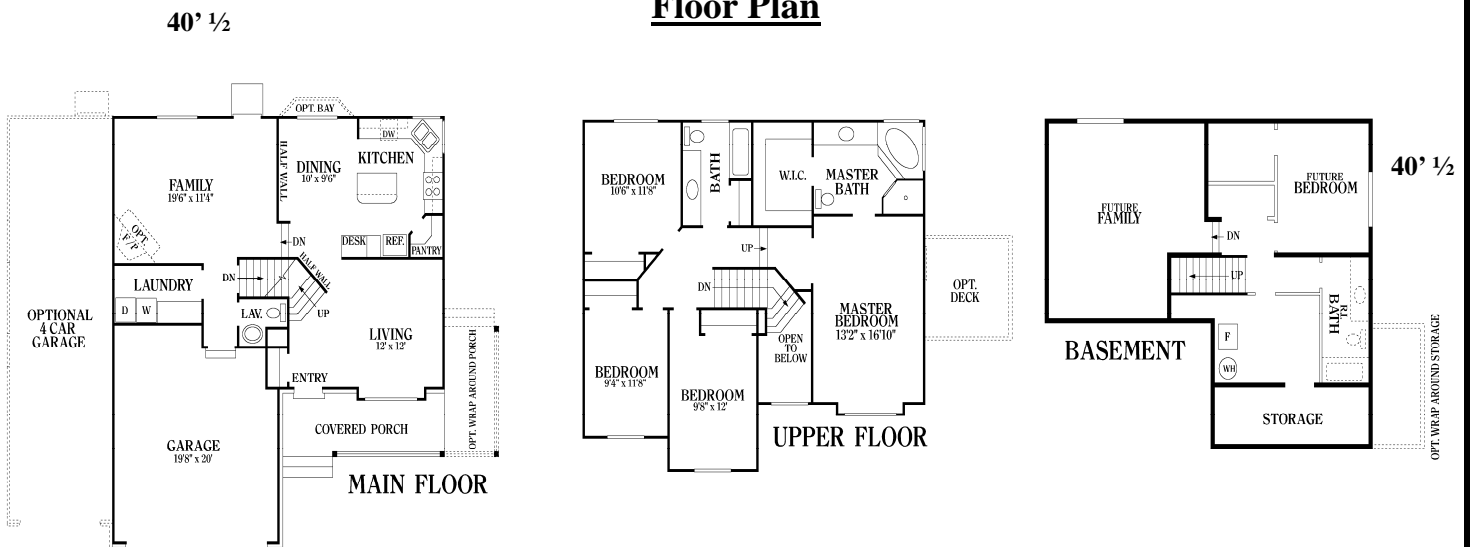 Floor Plan
40' ½
OPT. BAY
DW
HALF WALL
DINING
10' x 9'6"
KITCHEN
FAMILY
19'6" x 11'4"
OPT.
F/P
DN
DESK
REF.
PANTRY
LAUNDRY
DN
HALF WALL
D
W
LAV.
UP
LIVING
12' x 12'
OPTIONAL
4 CAR
GARAGE
ENTRY
COVERED PORCH
OPT. WRAP AROUND PORCH
GARAGE
19'8" x 20'
MAIN FLOOR
BEDROOM
10'6" x 11'8"
BATH
W.I.C.
MASTER
BATH
UP
DN
OPT.
DECK
MASTER
BEDROOM
13'2" x 16'10"
OPEN
TO
BELOW
BEDROOM
9'4" x 11'8"
BEDROOM
9'8" x 12'
UPPER FLOOR
40' ½
FUTURE
BEDROOM
FUTURE
FAMILY
DN
UP
R.I.
BATH
F
WH
BASEMENT
STORAGE
OPT. WRAP AROUND STORAGE